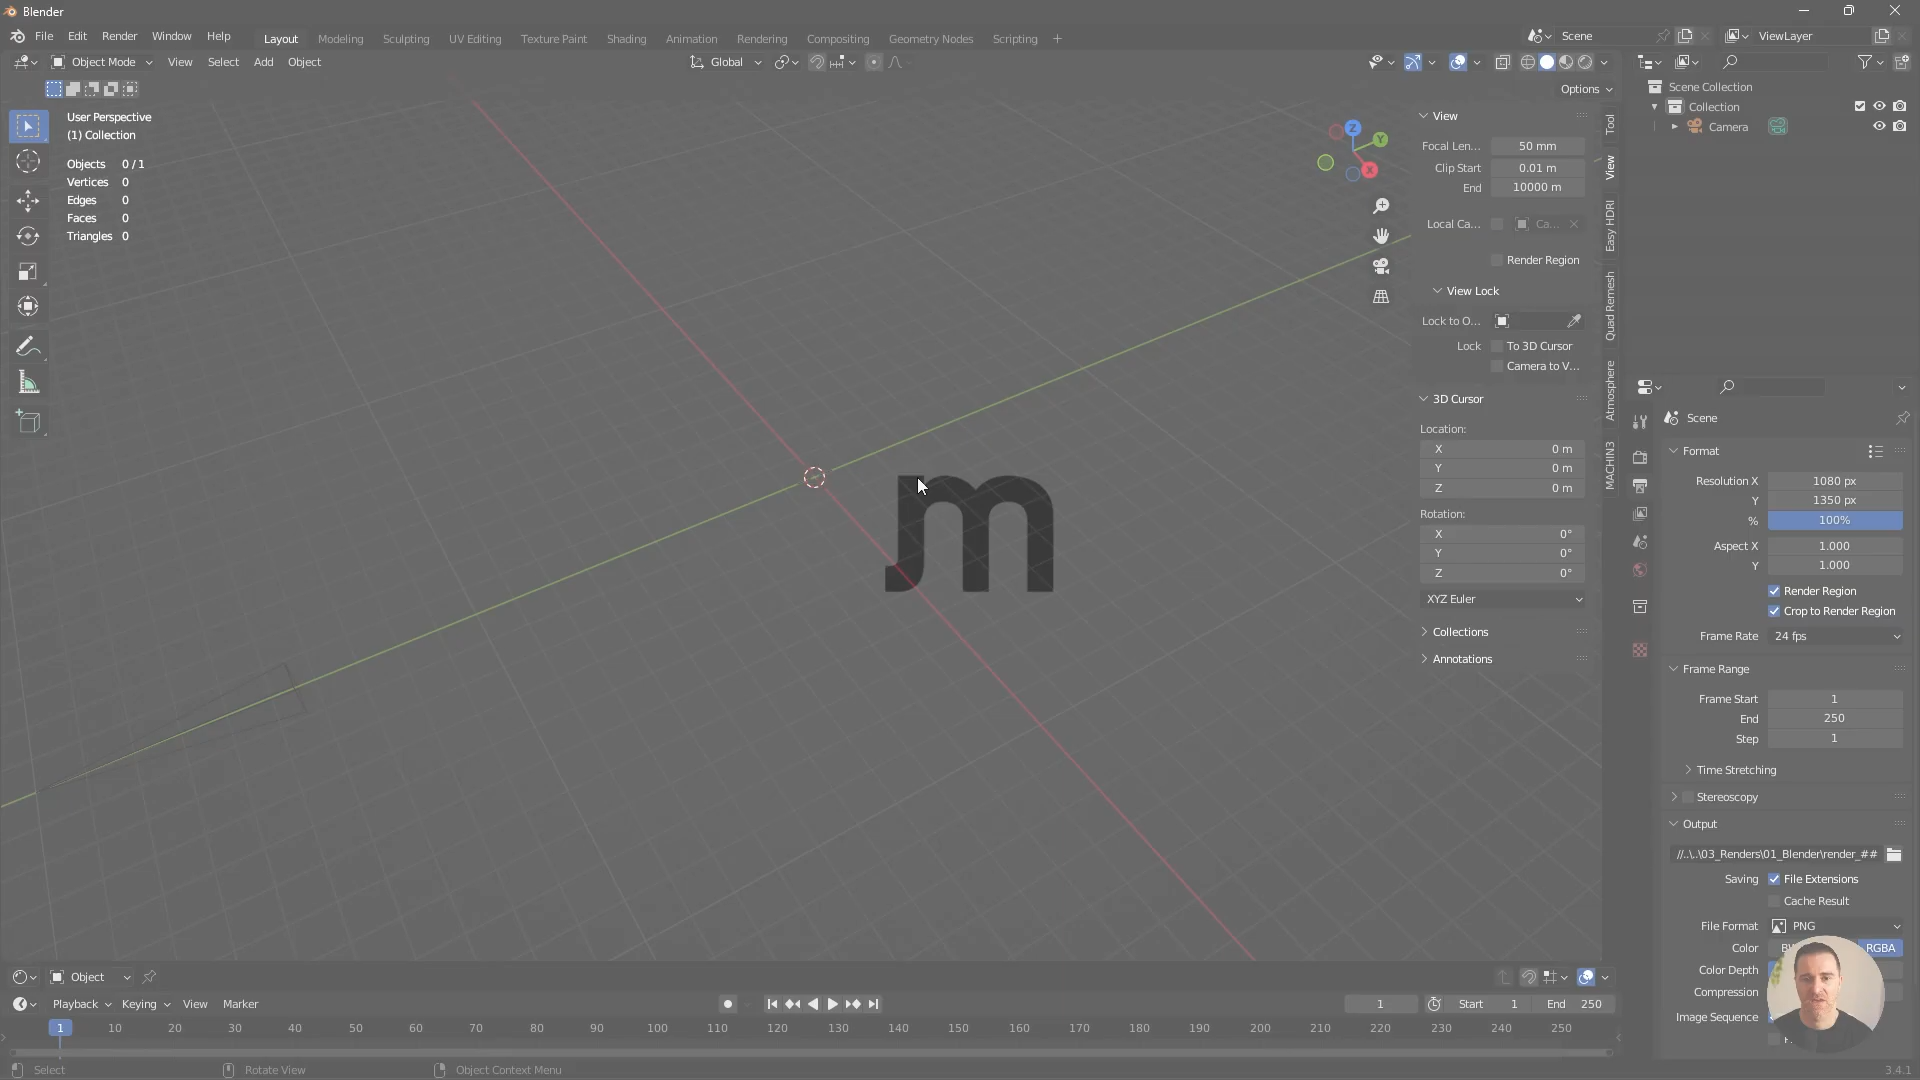 Blender
File Edit Render Window Help
Layout Modeling Sculpting UV Editing Texture Paint Shading Animation Rendering Compositing Geometry Nodes Scripting +
Scene
ViewLayer
Object Mode View Select Add Object
Global
Options
User Perspective
(1) Collection
Objects 0 / 1
Vertices 0
Edges 0
Faces 0
Triangles 0
Z
Y
X
View
Focal Len... 50 mm
Clip Start 0.01 m
End 10000 m
Local Ca... Ca...
Render Region
View Lock
Lock to O...
Lock To 3D Cursor
Camera to V...
3D Cursor
Location:
X 0 m
Y 0 m
Z 0 m
Rotation:
X 0°
Y 0°
Z 0°
XYZ Euler
Collections
Annotations
Tool
View
Easy HDRI
Quad Remesh
Atmosphere
MACHIN3
Scene Collection
Collection
Camera
Scene
Format
Resolution X 1080 px
Y 1350 px
% 100%
Aspect X 1.000
Y 1.000
Render Region
Crop to Render Region
Frame Rate 24 fps
Frame Range
Frame Start 1
End 250
Step 1
Time Stretching
Stereoscopy
Output
//..\..\03_Renders\01_Blender\render_##
Saving File Extensions
Cache Result
File Format PNG
Color RGBA
Color Depth
Compression
Image Sequence
Object
Playback Keying View Marker
1 Start 1 End 250
1 10 20 30 40 50 60 70 80 90 100 110 120 130 140 150 160 170 180 190 200 210 220 230 240 250
Select Rotate View Object Context Menu
3.4.1